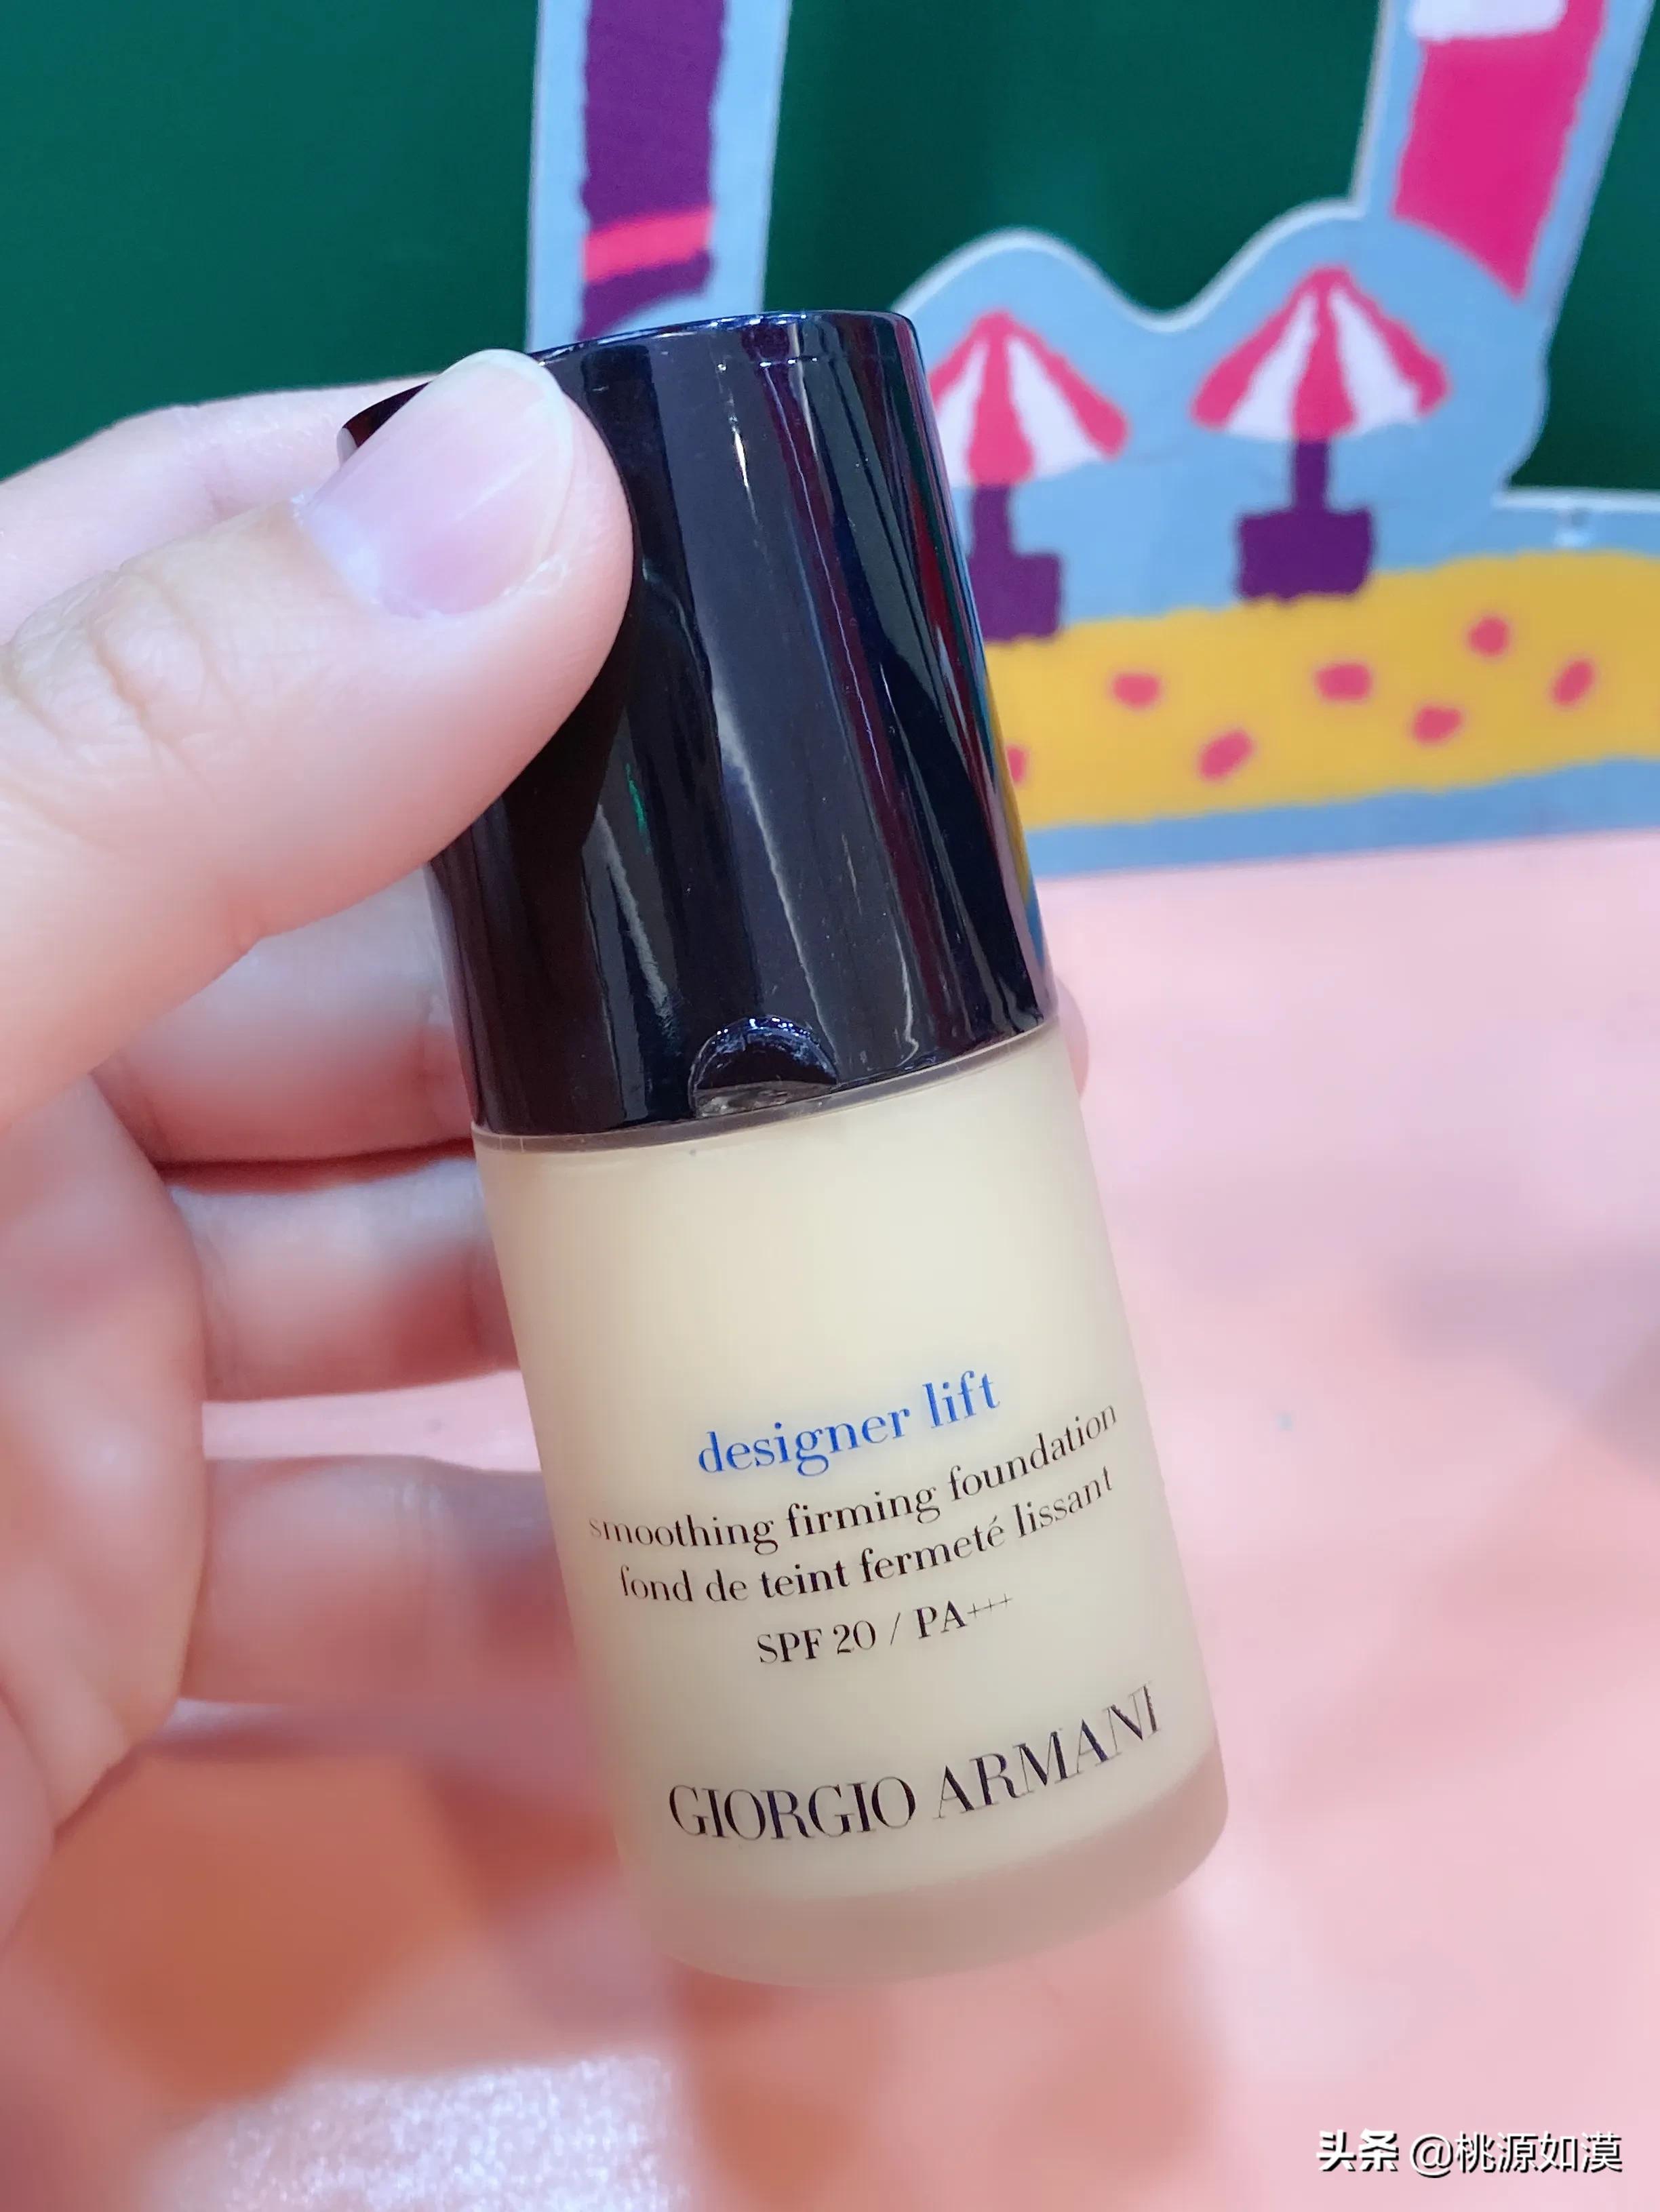 designer lift
smoothing firming foundation
fond de teint fermeté lissant
SPF 20 / PA+++
GIORGIO ARMANI
头条 @桃源如漠